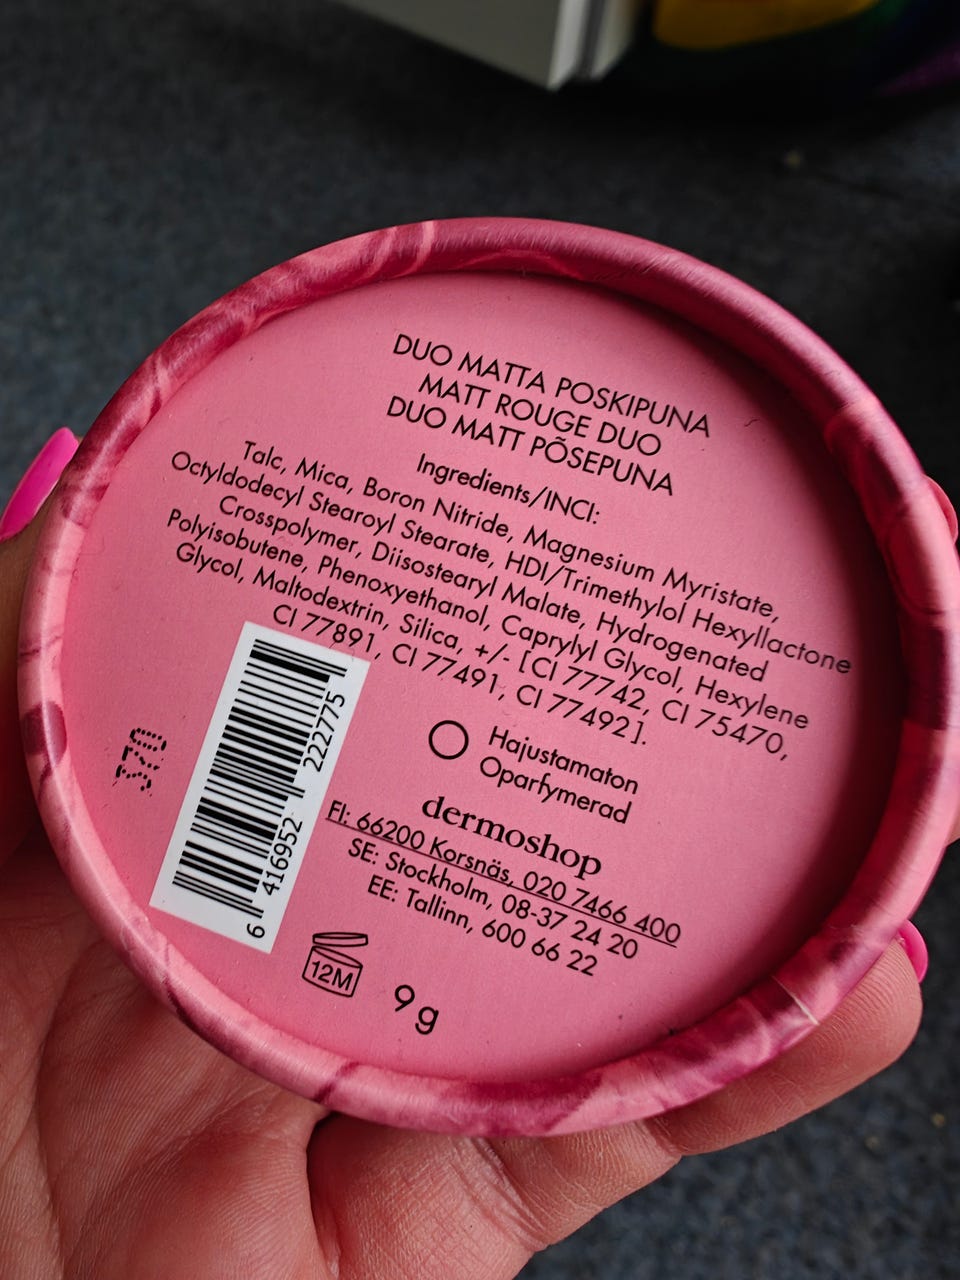 DUO MATTA POSKIPUNA
MATT ROUGE DUO
DUO MATT PÕSEPUNA
Ingredients/INCI:
Talc, Mica, Boron Nitride, Magnesium Myristate,
Octyldodecyl Stearoyl Stearate, HDI/Trimethylol Hexyllactone
Crosspolymer, Diisostearyl Malate, Hydrogenated
Polyisobutene, Phenoxyethanol, Caprylyl Glycol, Hexylene
Glycol, Maltodextrin, Silica, +/- [CI 77742, CI 75470,
CI 77891, CI 77491, CI 77492].
Hajustamaton
Oparfymerad
dermoshop
FI: 66200 Korsnäs, 020 7466 400
SE: Stockholm, 08-37 24 20
EE: Tallinn, 600 66 22
6 416952 222775
12M
9 g